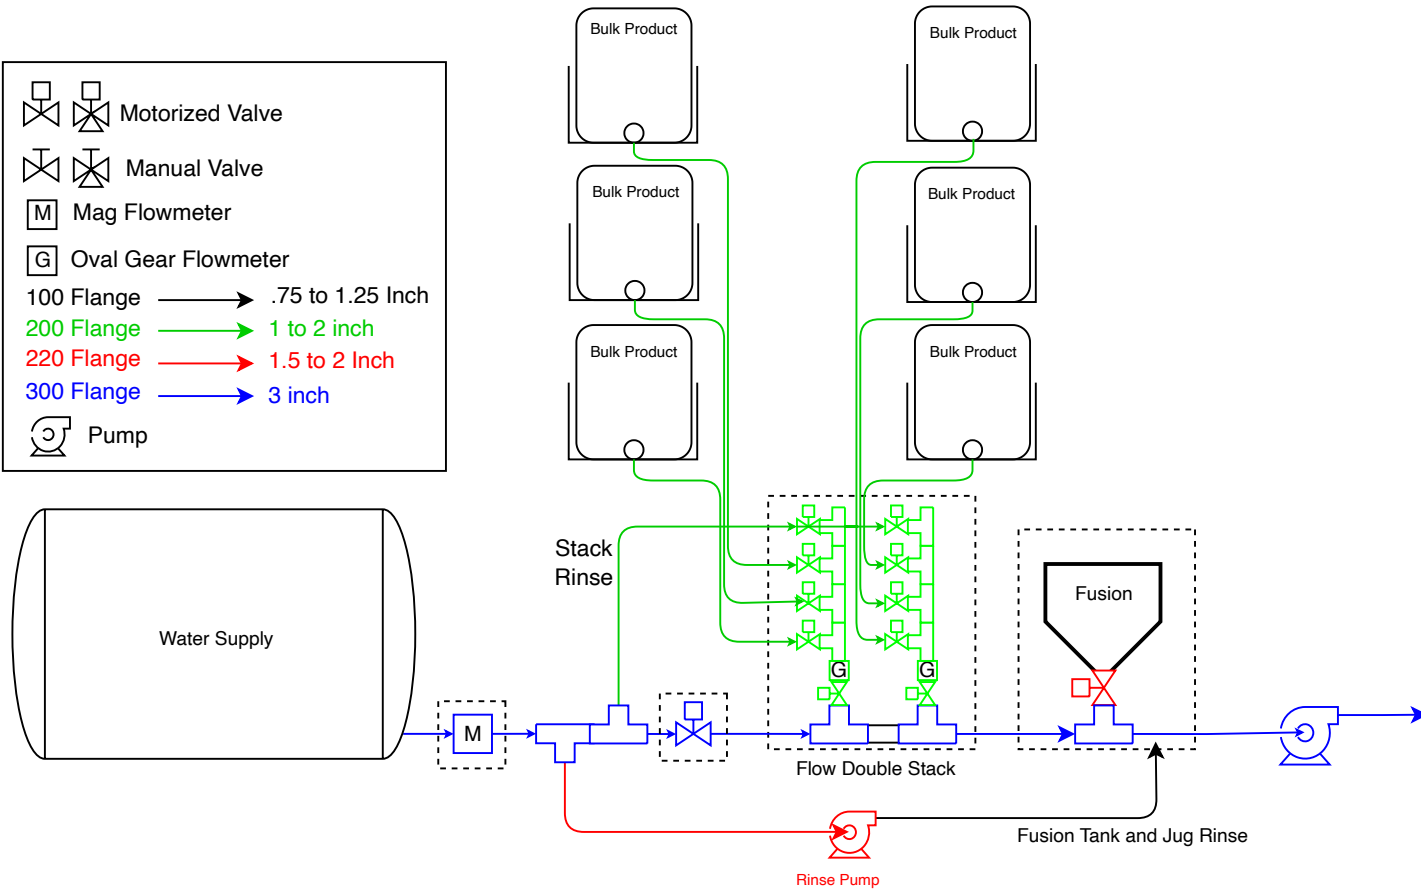 Bulk Product
Bulk Product
Motorized Valve
Manual Valve
M Mag Flowmeter
G Oval Gear Flowmeter
100 Flange .75 to 1.25 Inch
200 Flange 1 to 2 inch
220 Flange 1.5 to 2 Inch
300 Flange 3 inch
Pump
Bulk Product
Bulk Product
Bulk Product
Bulk Product
Stack
Rinse
Water Supply
Fusion
G
G
M
Flow Double Stack
Fusion Tank and Jug Rinse
Rinse Pump